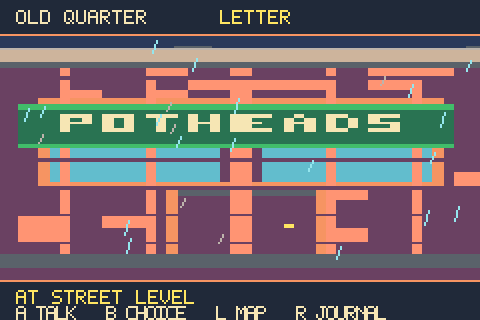 OLD QUARTER LETTER
POTHEADS
AT STREET LEVEL
A TALK B CHOICE L MAP R JOURNAL